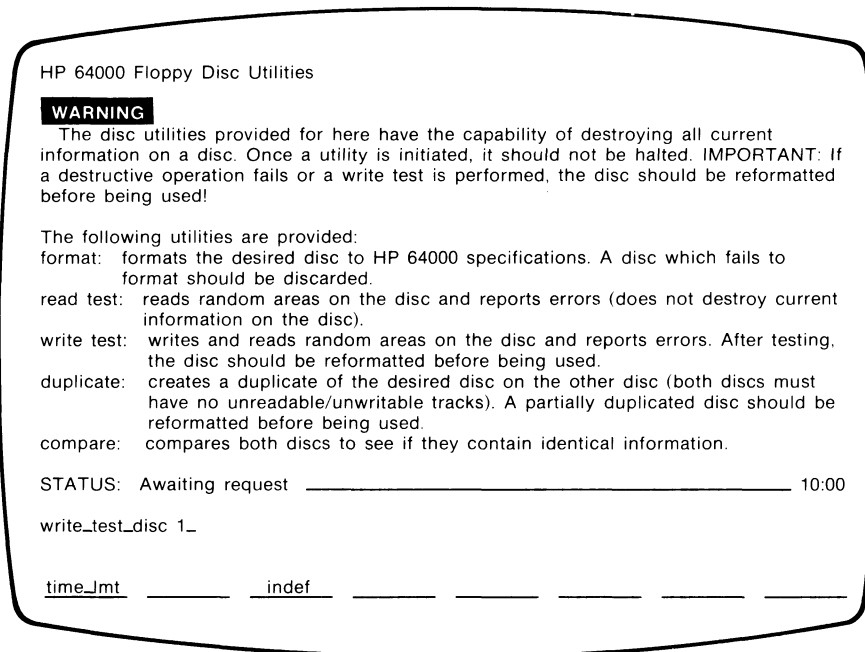 HP 64000 Floppy Disc Utilities
WARNING
The disc utilities provided for here have the capability of destroying all current
information on a disc. Once a utility is initiated, it should not be halted. IMPORTANT: If
a destructive operation fails or a write test is performed, the disc should be reformatted
before being used!
The following utilities are provided:
format: formats the desired disc to HP 64000 specifications. A disc which fails to
format should be discarded.
read test: reads random areas on the disc and reports errors (does not destroy current
information on the disc).
write test: writes and reads random areas on the disc and reports errors. After testing,
the disc should be reformatted before being used.
duplicate: creates a duplicate of the desired disc on the other disc (both discs must
have no unreadable/unwritable tracks). A partially duplicated disc should be
reformatted before being used.
compare: compares both discs to see if they contain identical information.
STATUS: Awaiting request 10:00
write_test_disc 1_
time_lmt indef